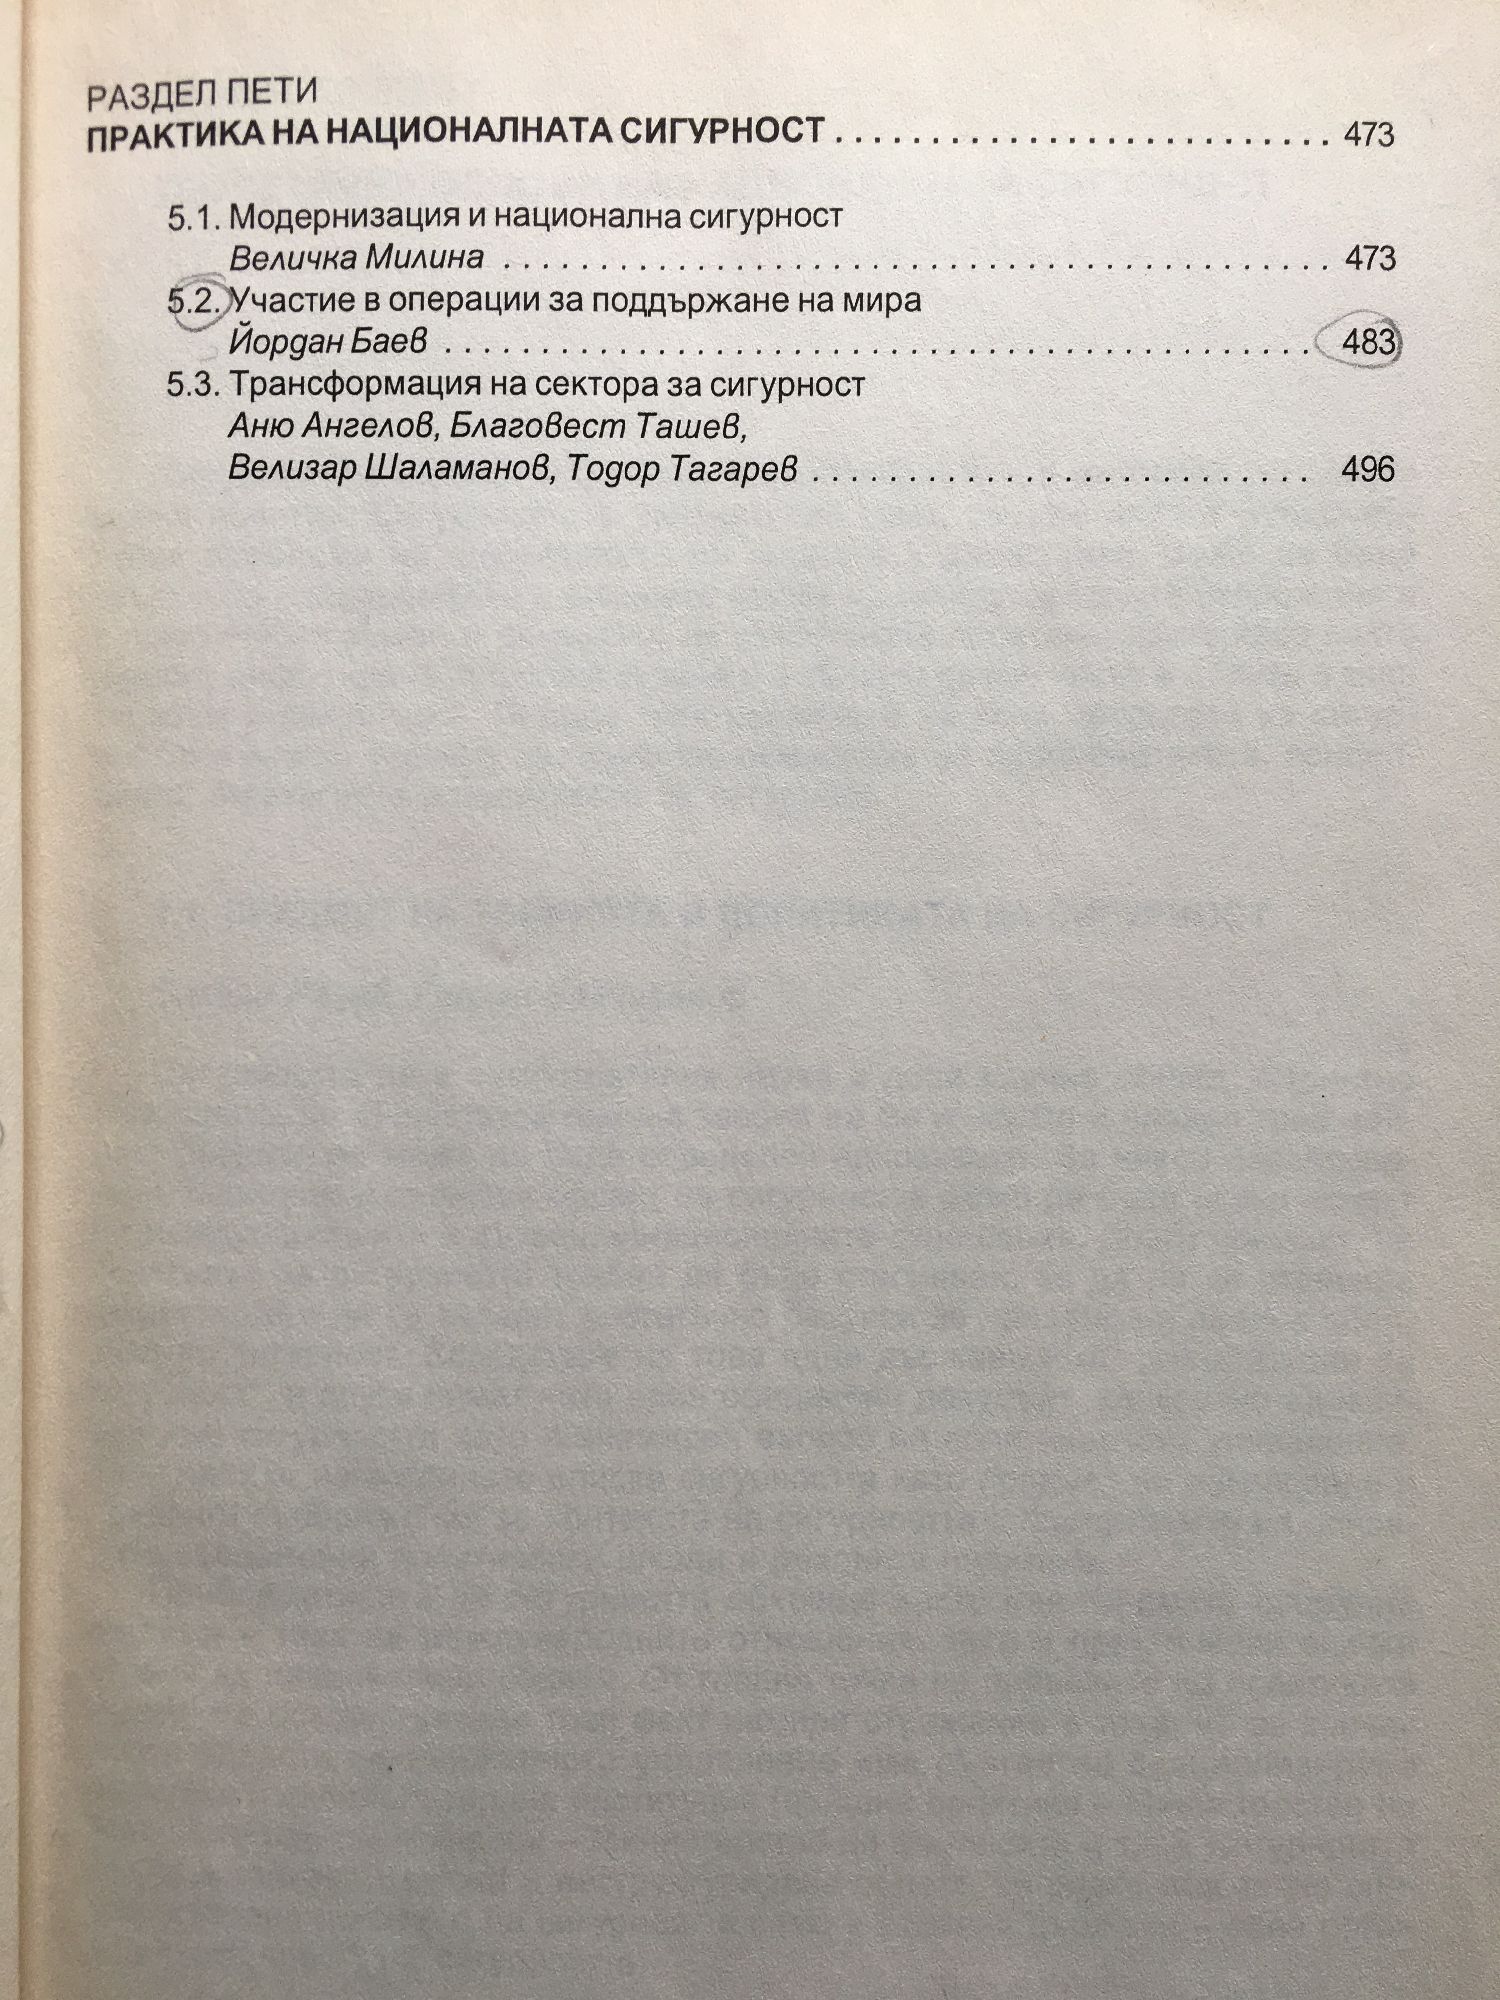 РАЗДЕЛ ПЕТИ
ПРАКТИКА НА НАЦИОНАЛНАТА СИГУРНОСТ . . . . . . . . . . . . . . . . . . . . . . . . . . 473
5.1. Модернизация и национална сигурност
Величка Милина . . . . . . . . . . . . . . . . . . . . . . . . . . . . . . . . . . . . . . . . . . . 473
5.2. Участие в операции за поддържане на мира
Йордан Баев . . . . . . . . . . . . . . . . . . . . . . . . . . . . . . . . . . . . . . . . . . . . . 483
5.3. Трансформация на сектора за сигурност
Аню Ангелов, Благовест Ташев,
Велизар Шаламанов, Тодор Тагарев . . . . . . . . . . . . . . . . . . . . . . . . . . 496